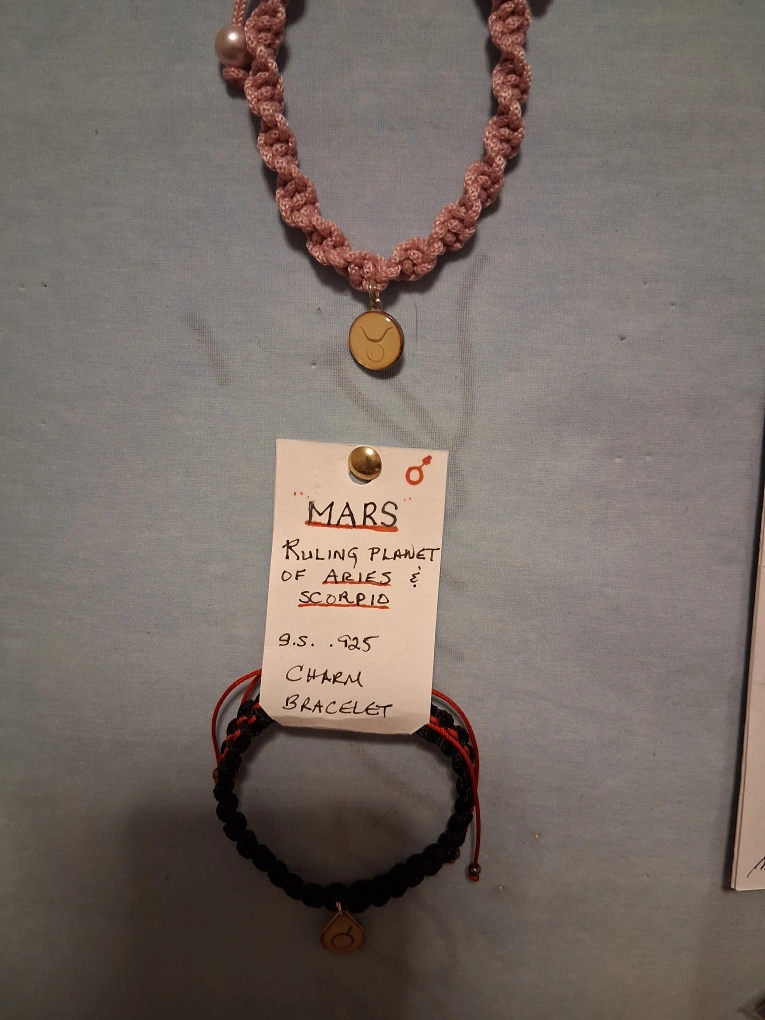 ♂
"MARS"
RULING PLANET
OF ARIES &
SCORPIO
g.s. .925
CHARM
BRACELET